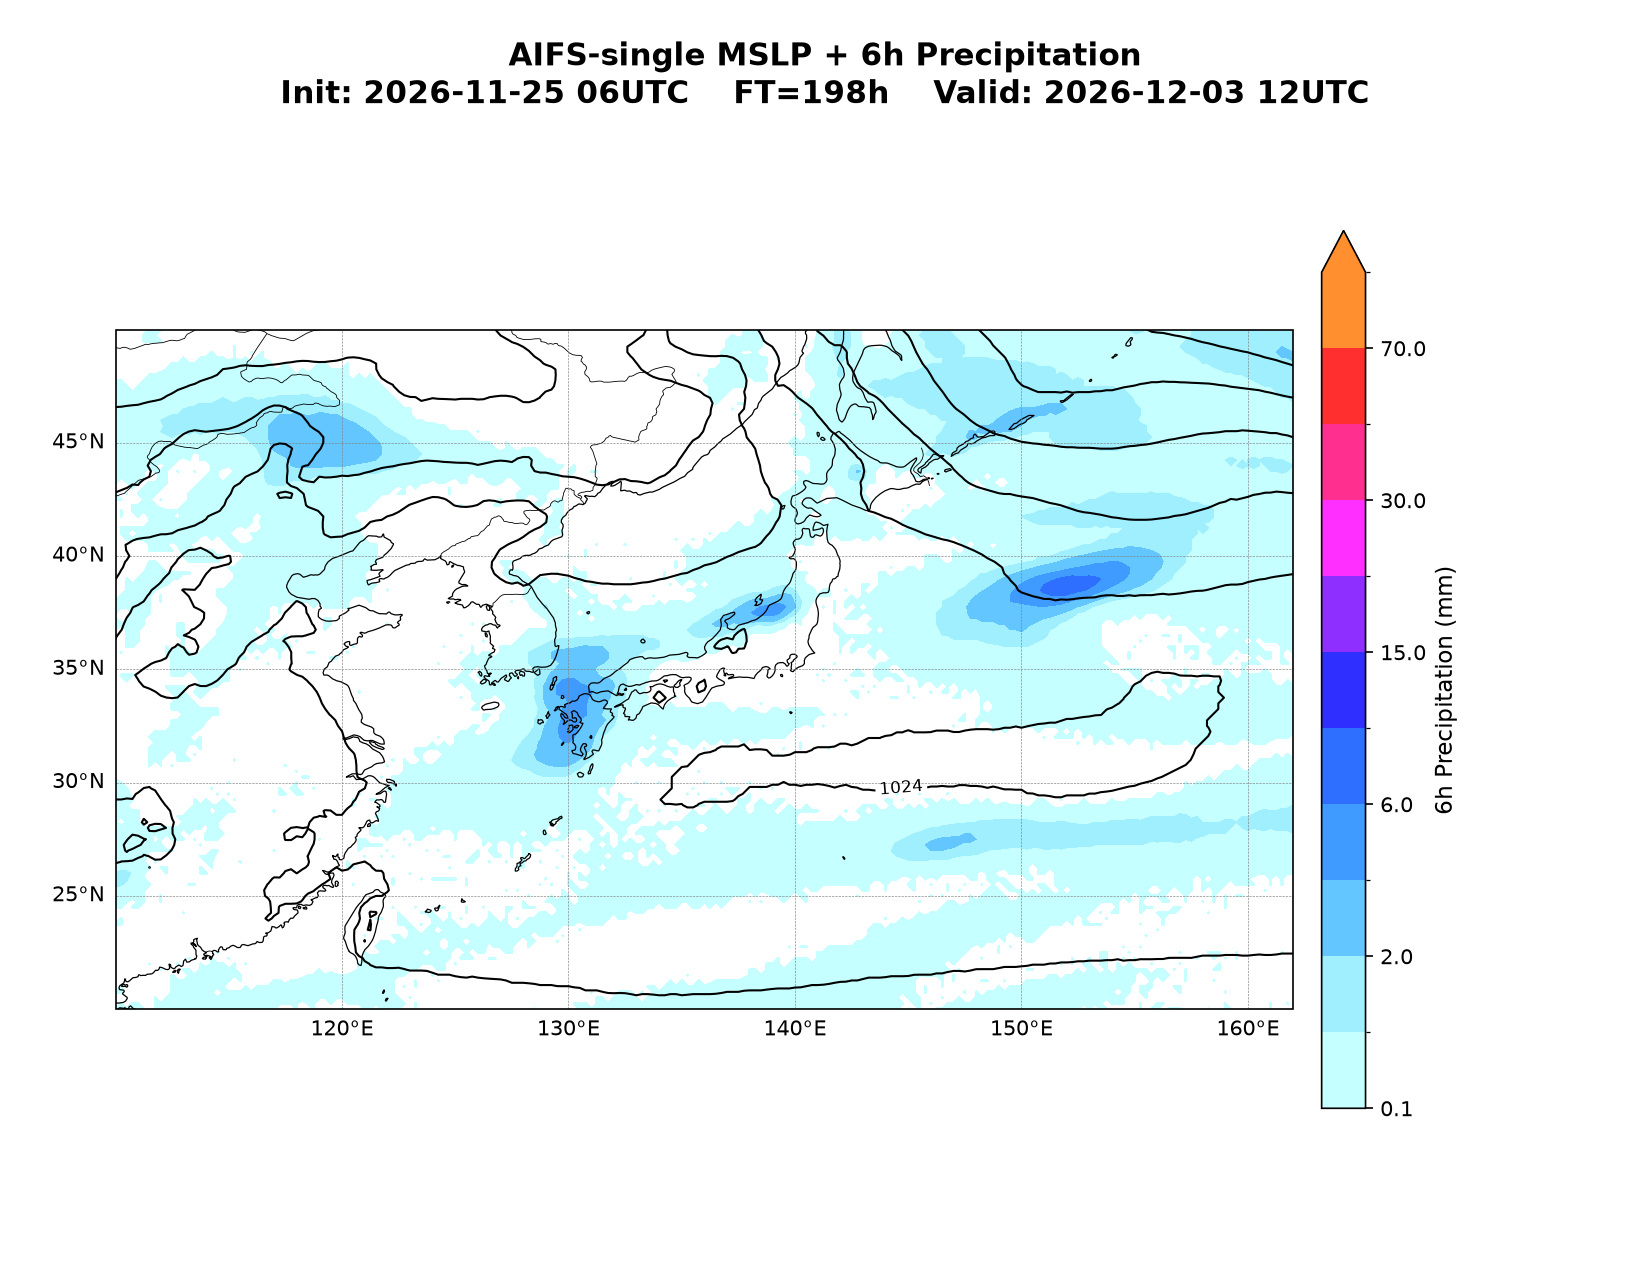 AIFS-single MSLP + 6h Precipitation
Init: 2026-11-25 06UTC    FT=198h    Valid: 2026-12-03 12UTC
70.0
45°N
30.0
40°N
35°N
15.0
6h Precipitation (mm)
30°N
1024
6.0
25°N
2.0
120°E
130°E
140°E
150°E
160°E
0.1